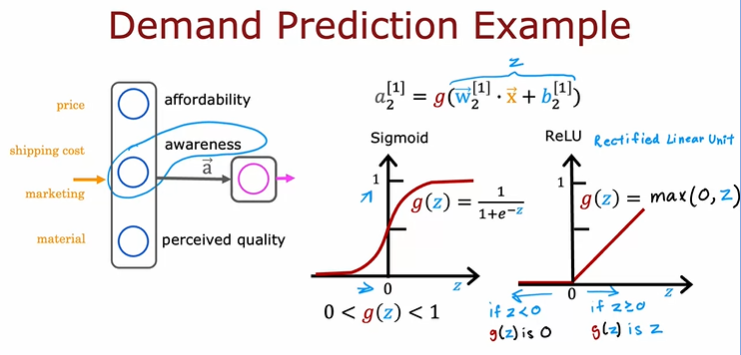 Demand Prediction Example
price
shipping cost
marketing
material
affordability
awareness
a⃗
perceived quality
z
a₂^[1] = g(w⃗₂^[1] · x⃗ + b₂^[1])
Sigmoid
1
g(z) = 1/(1+e^−z)
0
z
0 < g(z) < 1
ReLU Rectified Linear Unit
1
g(z) = max(0, z)
0
z
if z<0
g(z) is 0
if z≥0
g(z) is z